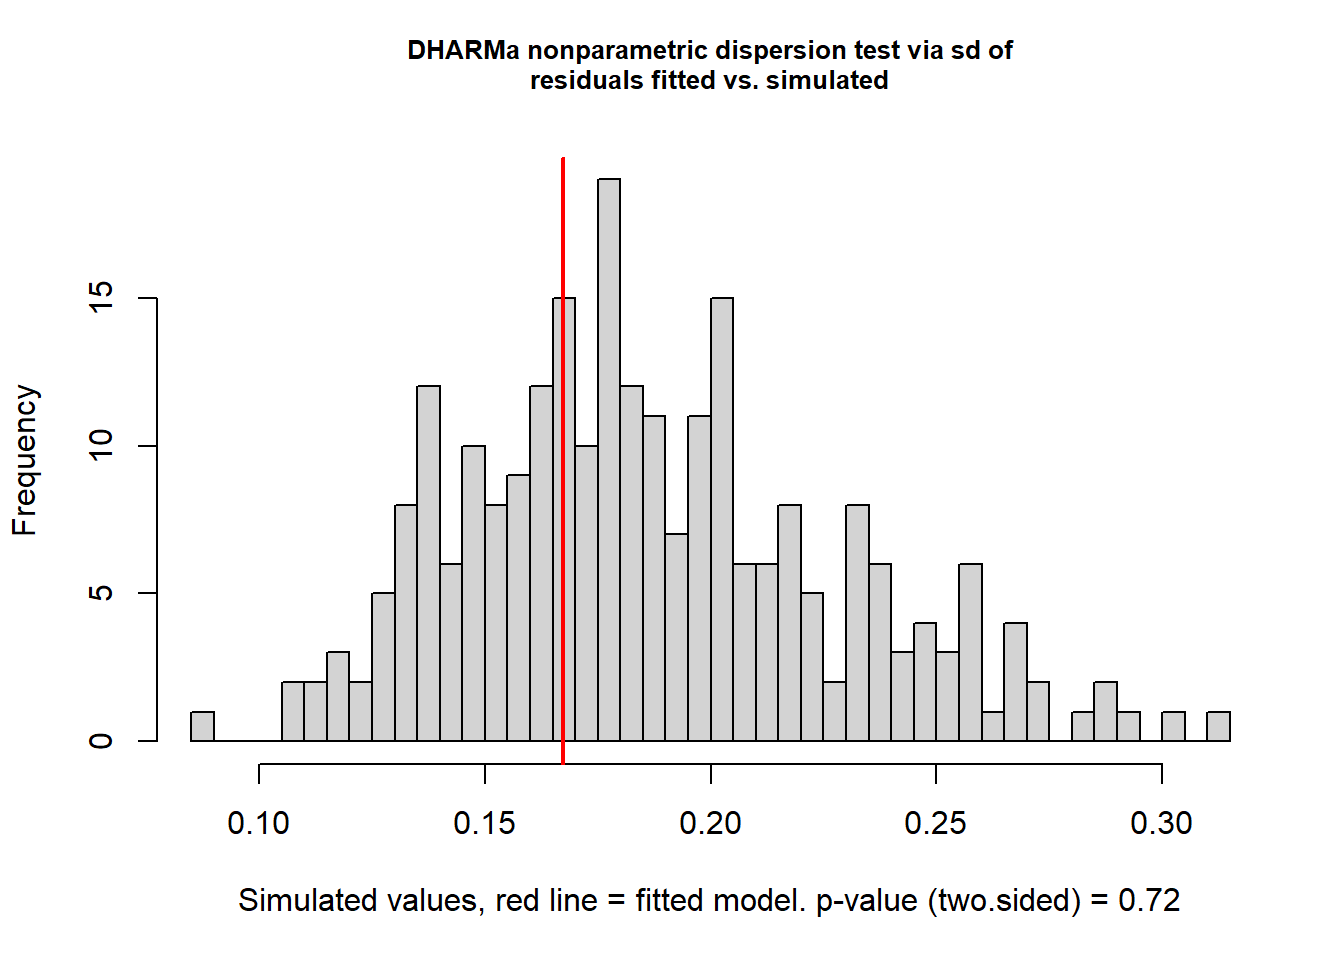 DHARMa nonparametric dispersion test via sd of
residuals fitted vs. simulated
Frequency
15
10
5
0
0.10 0.15 0.20 0.25 0.30
Simulated values, red line = fitted model. p-value (two.sided) = 0.72